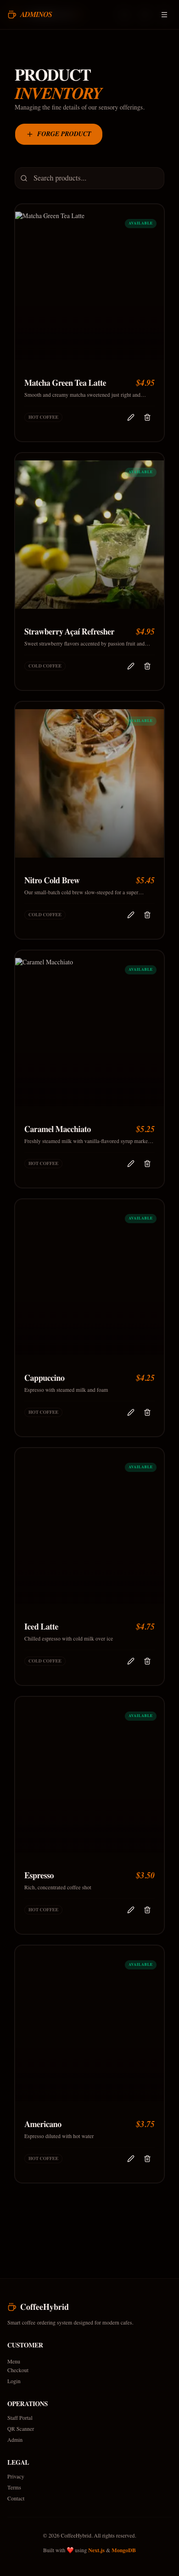 ADMINOS
PRODUCT
INVENTORY
Managing the fine details of our sensory offerings.
FORGE PRODUCT
Search products...
Matcha Green Tea Latte
AVAILABLE
Matcha Green Tea Latte $4.95
Smooth and creamy matcha sweetened just right and…
HOT COFFEE
AVAILABLE
Strawberry Açaí Refresher $4.95
Sweet strawberry flavors accented by passion fruit and…
COLD COFFEE
AVAILABLE
Nitro Cold Brew $5.45
Our small-batch cold brew slow-steeped for a super…
COLD COFFEE
Caramel Macchiato
AVAILABLE
Caramel Macchiato $5.25
Freshly steamed milk with vanilla-flavored syrup marke…
HOT COFFEE
AVAILABLE
Cappuccino $4.25
Espresso with steamed milk and foam
HOT COFFEE
AVAILABLE
Iced Latte $4.75
Chilled espresso with cold milk over ice
COLD COFFEE
AVAILABLE
Espresso $3.50
Rich, concentrated coffee shot
HOT COFFEE
AVAILABLE
Americano $3.75
Espresso diluted with hot water
HOT COFFEE
CoffeeHybrid
Smart coffee ordering system designed for modern cafes.
CUSTOMER
Menu
Checkout
Login
OPERATIONS
Staff Portal
QR Scanner
Admin
LEGAL
Privacy
Terms
Contact
© 2026 CoffeeHybrid. All rights reserved.
Built with ❤️ using Next.js & MongoDB